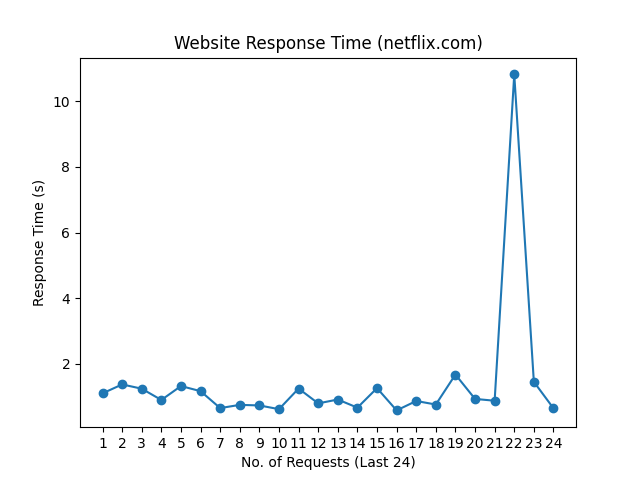 Website Response Time (netflix.com)
Response Time (s)
10
8
6
4
2
1 2 3 4 5 6 7 8 9 10 11 12 13 14 15 16 17 18 19 20 21 22 23 24
No. of Requests (Last 24)